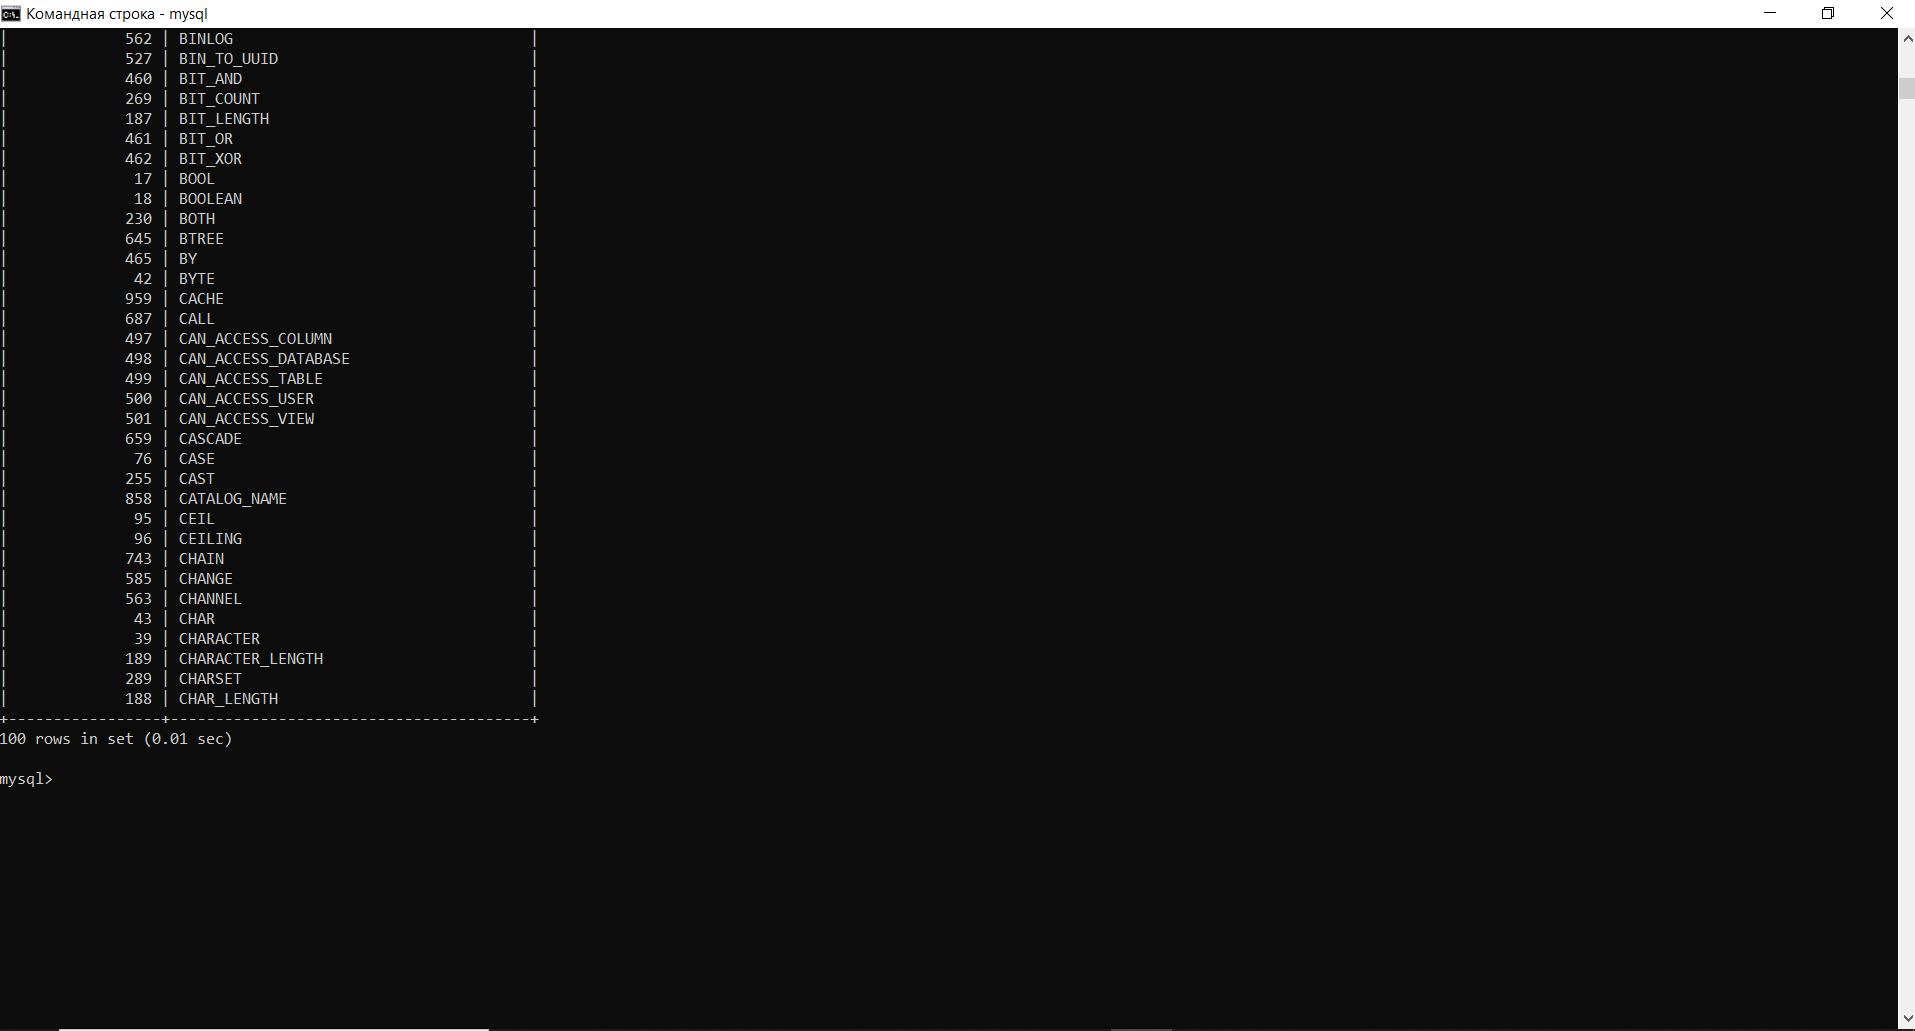 Командная строка - mysql
| 562 | BINLOG |
| 527 | BIN_TO_UUID |
| 460 | BIT_AND |
| 269 | BIT_COUNT |
| 187 | BIT_LENGTH |
| 461 | BIT_OR |
| 462 | BIT_XOR |
| 17 | BOOL |
| 18 | BOOLEAN |
| 230 | BOTH |
| 645 | BTREE |
| 465 | BY |
| 42 | BYTE |
| 959 | CACHE |
| 687 | CALL |
| 497 | CAN_ACCESS_COLUMN |
| 498 | CAN_ACCESS_DATABASE |
| 499 | CAN_ACCESS_TABLE |
| 500 | CAN_ACCESS_USER |
| 501 | CAN_ACCESS_VIEW |
| 659 | CASCADE |
| 76 | CASE |
| 255 | CAST |
| 858 | CATALOG_NAME |
| 95 | CEIL |
| 96 | CEILING |
| 743 | CHAIN |
| 585 | CHANGE |
| 563 | CHANNEL |
| 43 | CHAR |
| 39 | CHARACTER |
| 189 | CHARACTER_LENGTH |
| 289 | CHARSET |
| 188 | CHAR_LENGTH |
+-----------------+----------------------------------------+
100 rows in set (0.01 sec)
mysql>